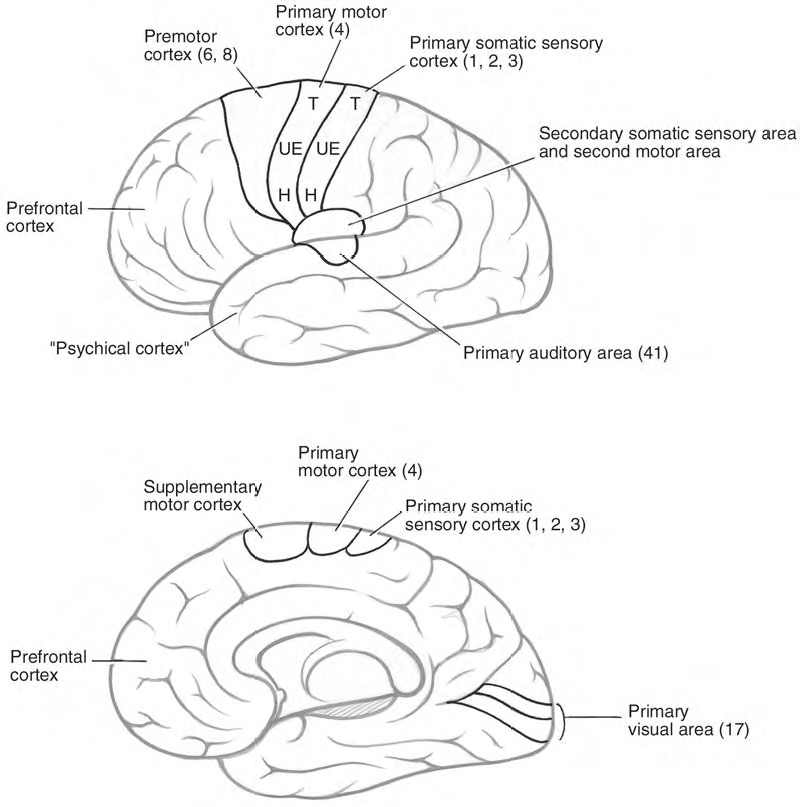 Primary motor
cortex (4)
Premotor
cortex (6, 8)
Primary somatic sensory
cortex (1, 2, 3)
T
T
UE
UE
H
H
Secondary somatic sensory area
and second motor area
Prefrontal
cortex
"Psychical cortex"
Primary auditory area (41)
Primary
motor cortex (4)
Supplementary
motor cortex
Primary somatic
sensory cortex (1, 2, 3)
Prefrontal
cortex
Primary
visual area (17)